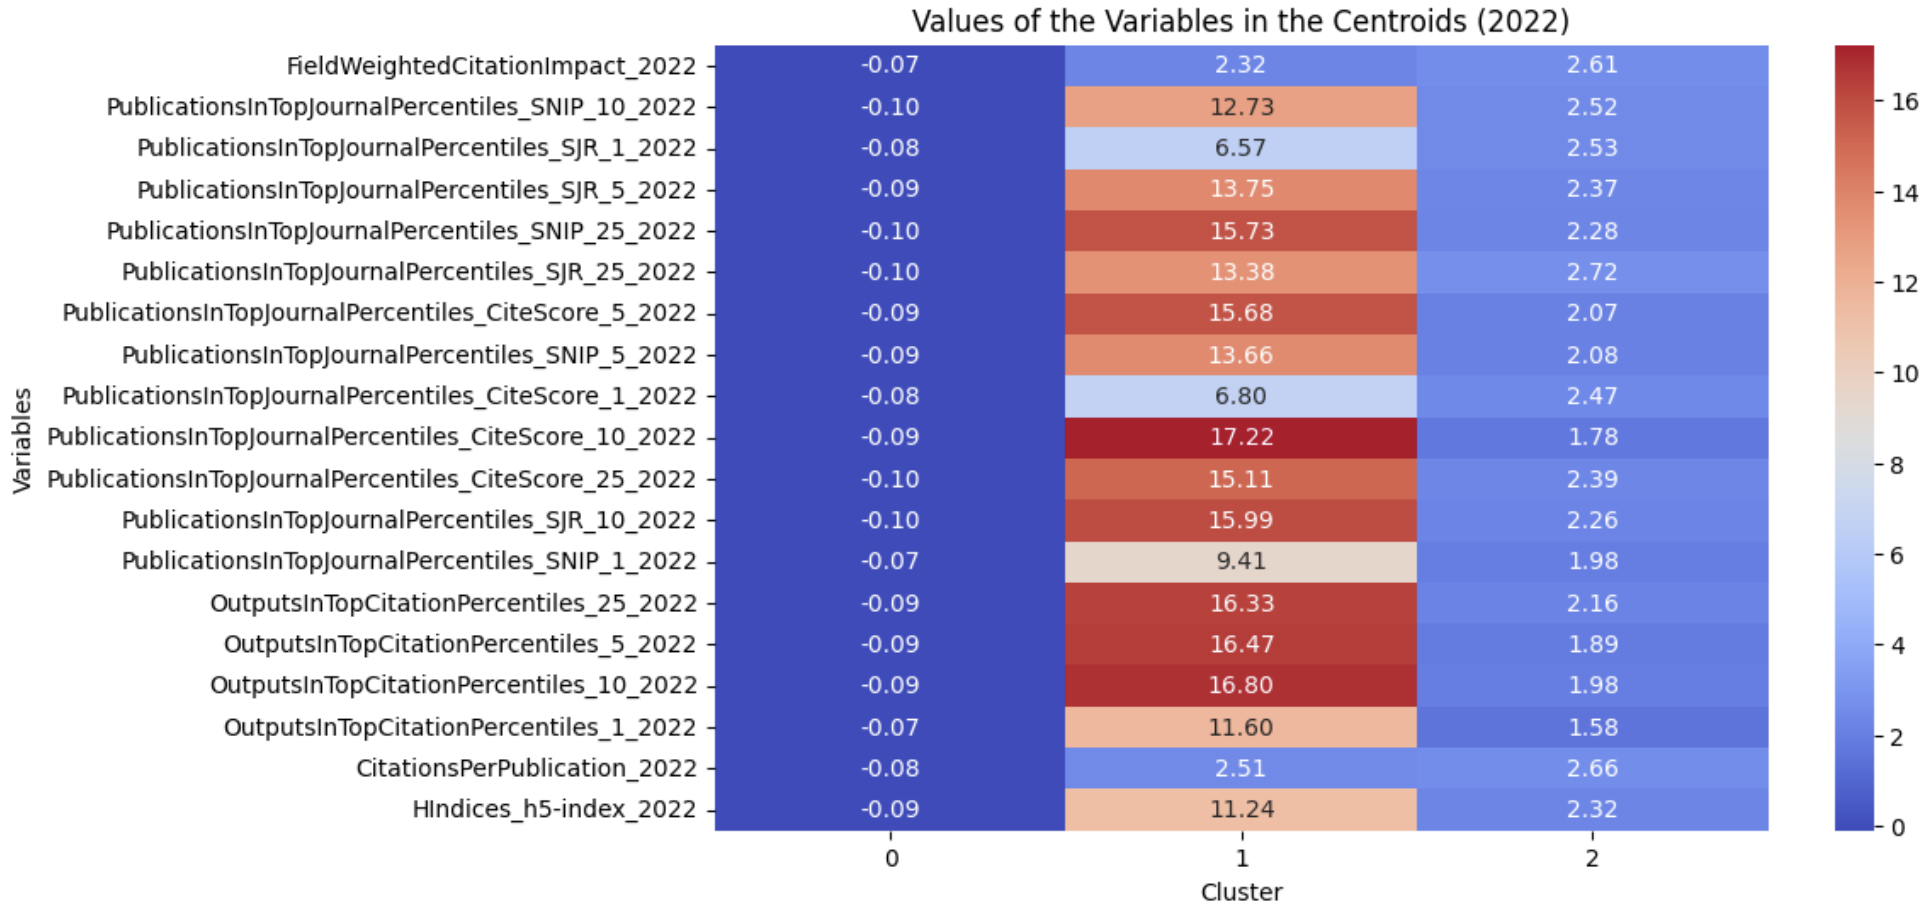 Values of the Variables in the Centroids (2022)
FieldWeightedCitationImpact_2022 -0.07 2.32 2.61
PublicationsInTopJournalPercentiles_SNIP_10_2022 -0.10 12.73 2.52
PublicationsInTopJournalPercentiles_SJR_1_2022 -0.08 6.57 2.53
PublicationsInTopJournalPercentiles_SJR_5_2022 -0.09 13.75 2.37
PublicationsInTopJournalPercentiles_SNIP_25_2022 -0.10 15.73 2.28
PublicationsInTopJournalPercentiles_SJR_25_2022 -0.10 13.38 2.72
PublicationsInTopJournalPercentiles_CiteScore_5_2022 -0.09 15.68 2.07
PublicationsInTopJournalPercentiles_SNIP_5_2022 -0.09 13.66 2.08
PublicationsInTopJournalPercentiles_CiteScore_1_2022 -0.08 6.80 2.47
PublicationsInTopJournalPercentiles_CiteScore_10_2022 -0.09 17.22 1.78
PublicationsInTopJournalPercentiles_CiteScore_25_2022 -0.10 15.11 2.39
PublicationsInTopJournalPercentiles_SJR_10_2022 -0.10 15.99 2.26
PublicationsInTopJournalPercentiles_SNIP_1_2022 -0.07 9.41 1.98
OutputsInTopCitationPercentiles_25_2022 -0.09 16.33 2.16
OutputsInTopCitationPercentiles_5_2022 -0.09 16.47 1.89
OutputsInTopCitationPercentiles_10_2022 -0.09 16.80 1.98
OutputsInTopCitationPercentiles_1_2022 -0.07 11.60 1.58
CitationsPerPublication_2022 -0.08 2.51 2.66
HIndices_h5-index_2022 -0.09 11.24 2.32
0 1 2
Cluster
Variables
16
14
12
10
8
6
4
2
0